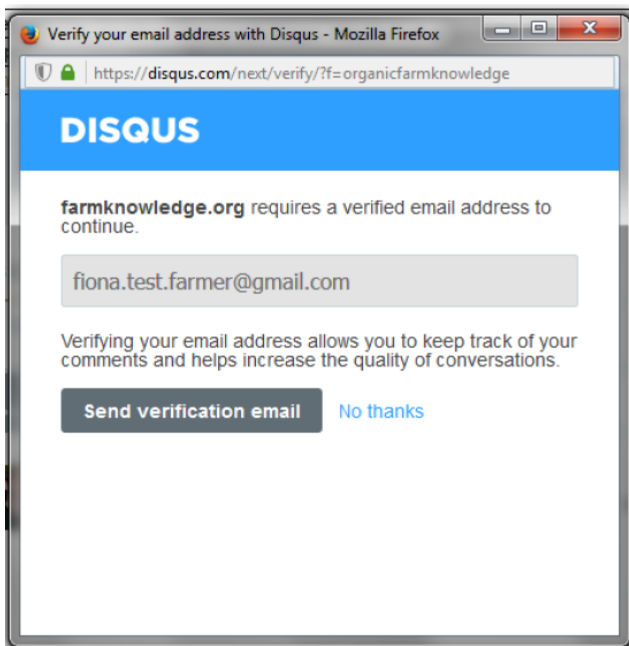 Verify your email address with Disqus - Mozilla Firefox
https://disqus.com/next/verify/?f=organicfarmknowledge
DISQUS
farmknowledge.org requires a verified email address to
continue.
fiona.test.farmer@gmail.com
Verifying your email address allows you to keep track of your
comments and helps increase the quality of conversations.
Send verification email No thanks